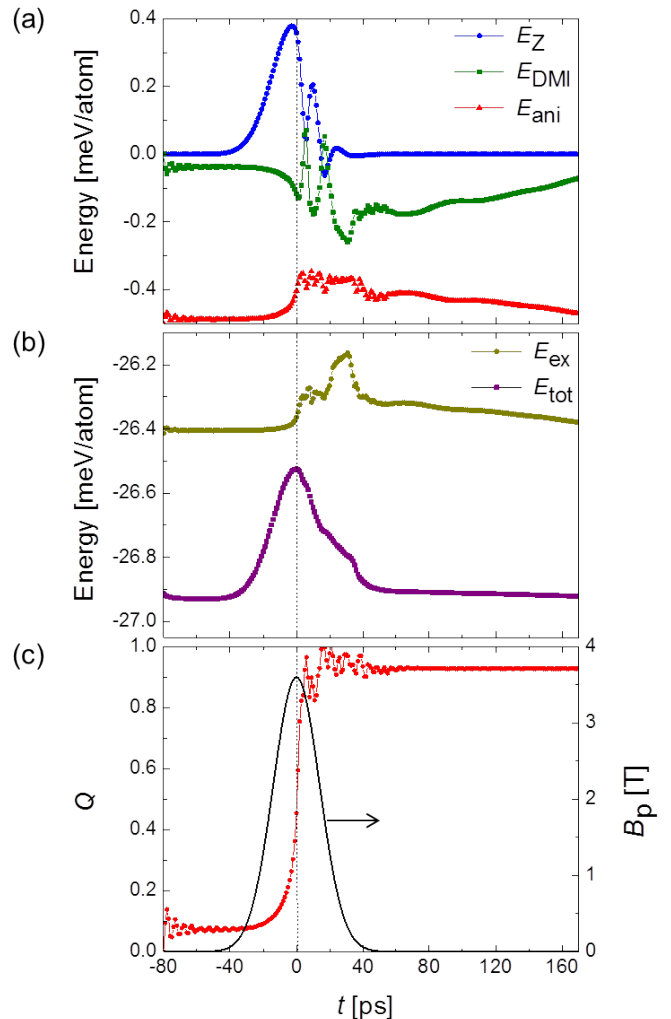 (a)
Energy [meV/atom]
0.4
0.2
0.0
-0.2
-0.4
E_Z
E_DMI
E_ani
(b)
Energy [meV/atom]
-26.2
-26.4
-26.6
-26.8
-27.0
E_ex
E_tot
(c)
Q
1.0
0.8
0.6
0.4
0.2
0.0
4
3
2
1
0
B_p [T]
-80 -40 0 40 80 120 160
t [ps]